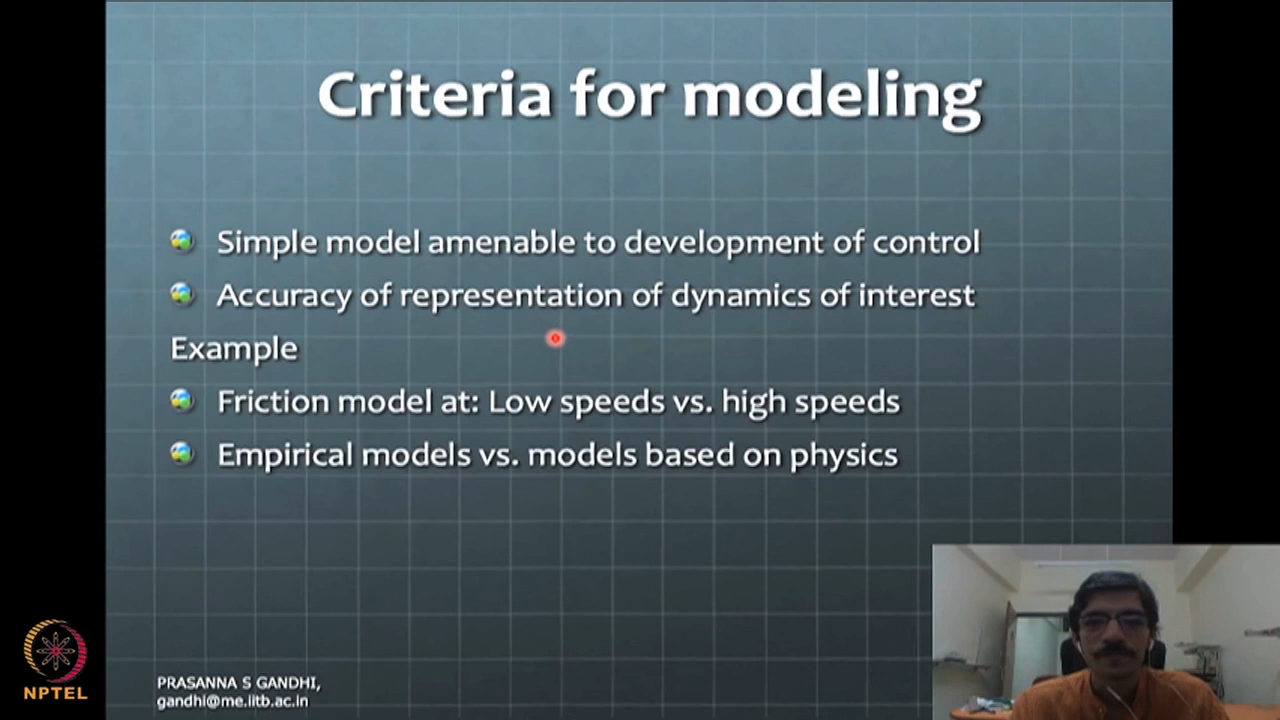 Criteria for modeling
Simple model amenable to development of control
Accuracy of representation of dynamics of interest
Example
Friction model at: Low speeds vs. high speeds
Empirical models vs. models based on physics
PRASANNA S GANDHI,
gandhi@me.iitb.ac.in
NPTEL